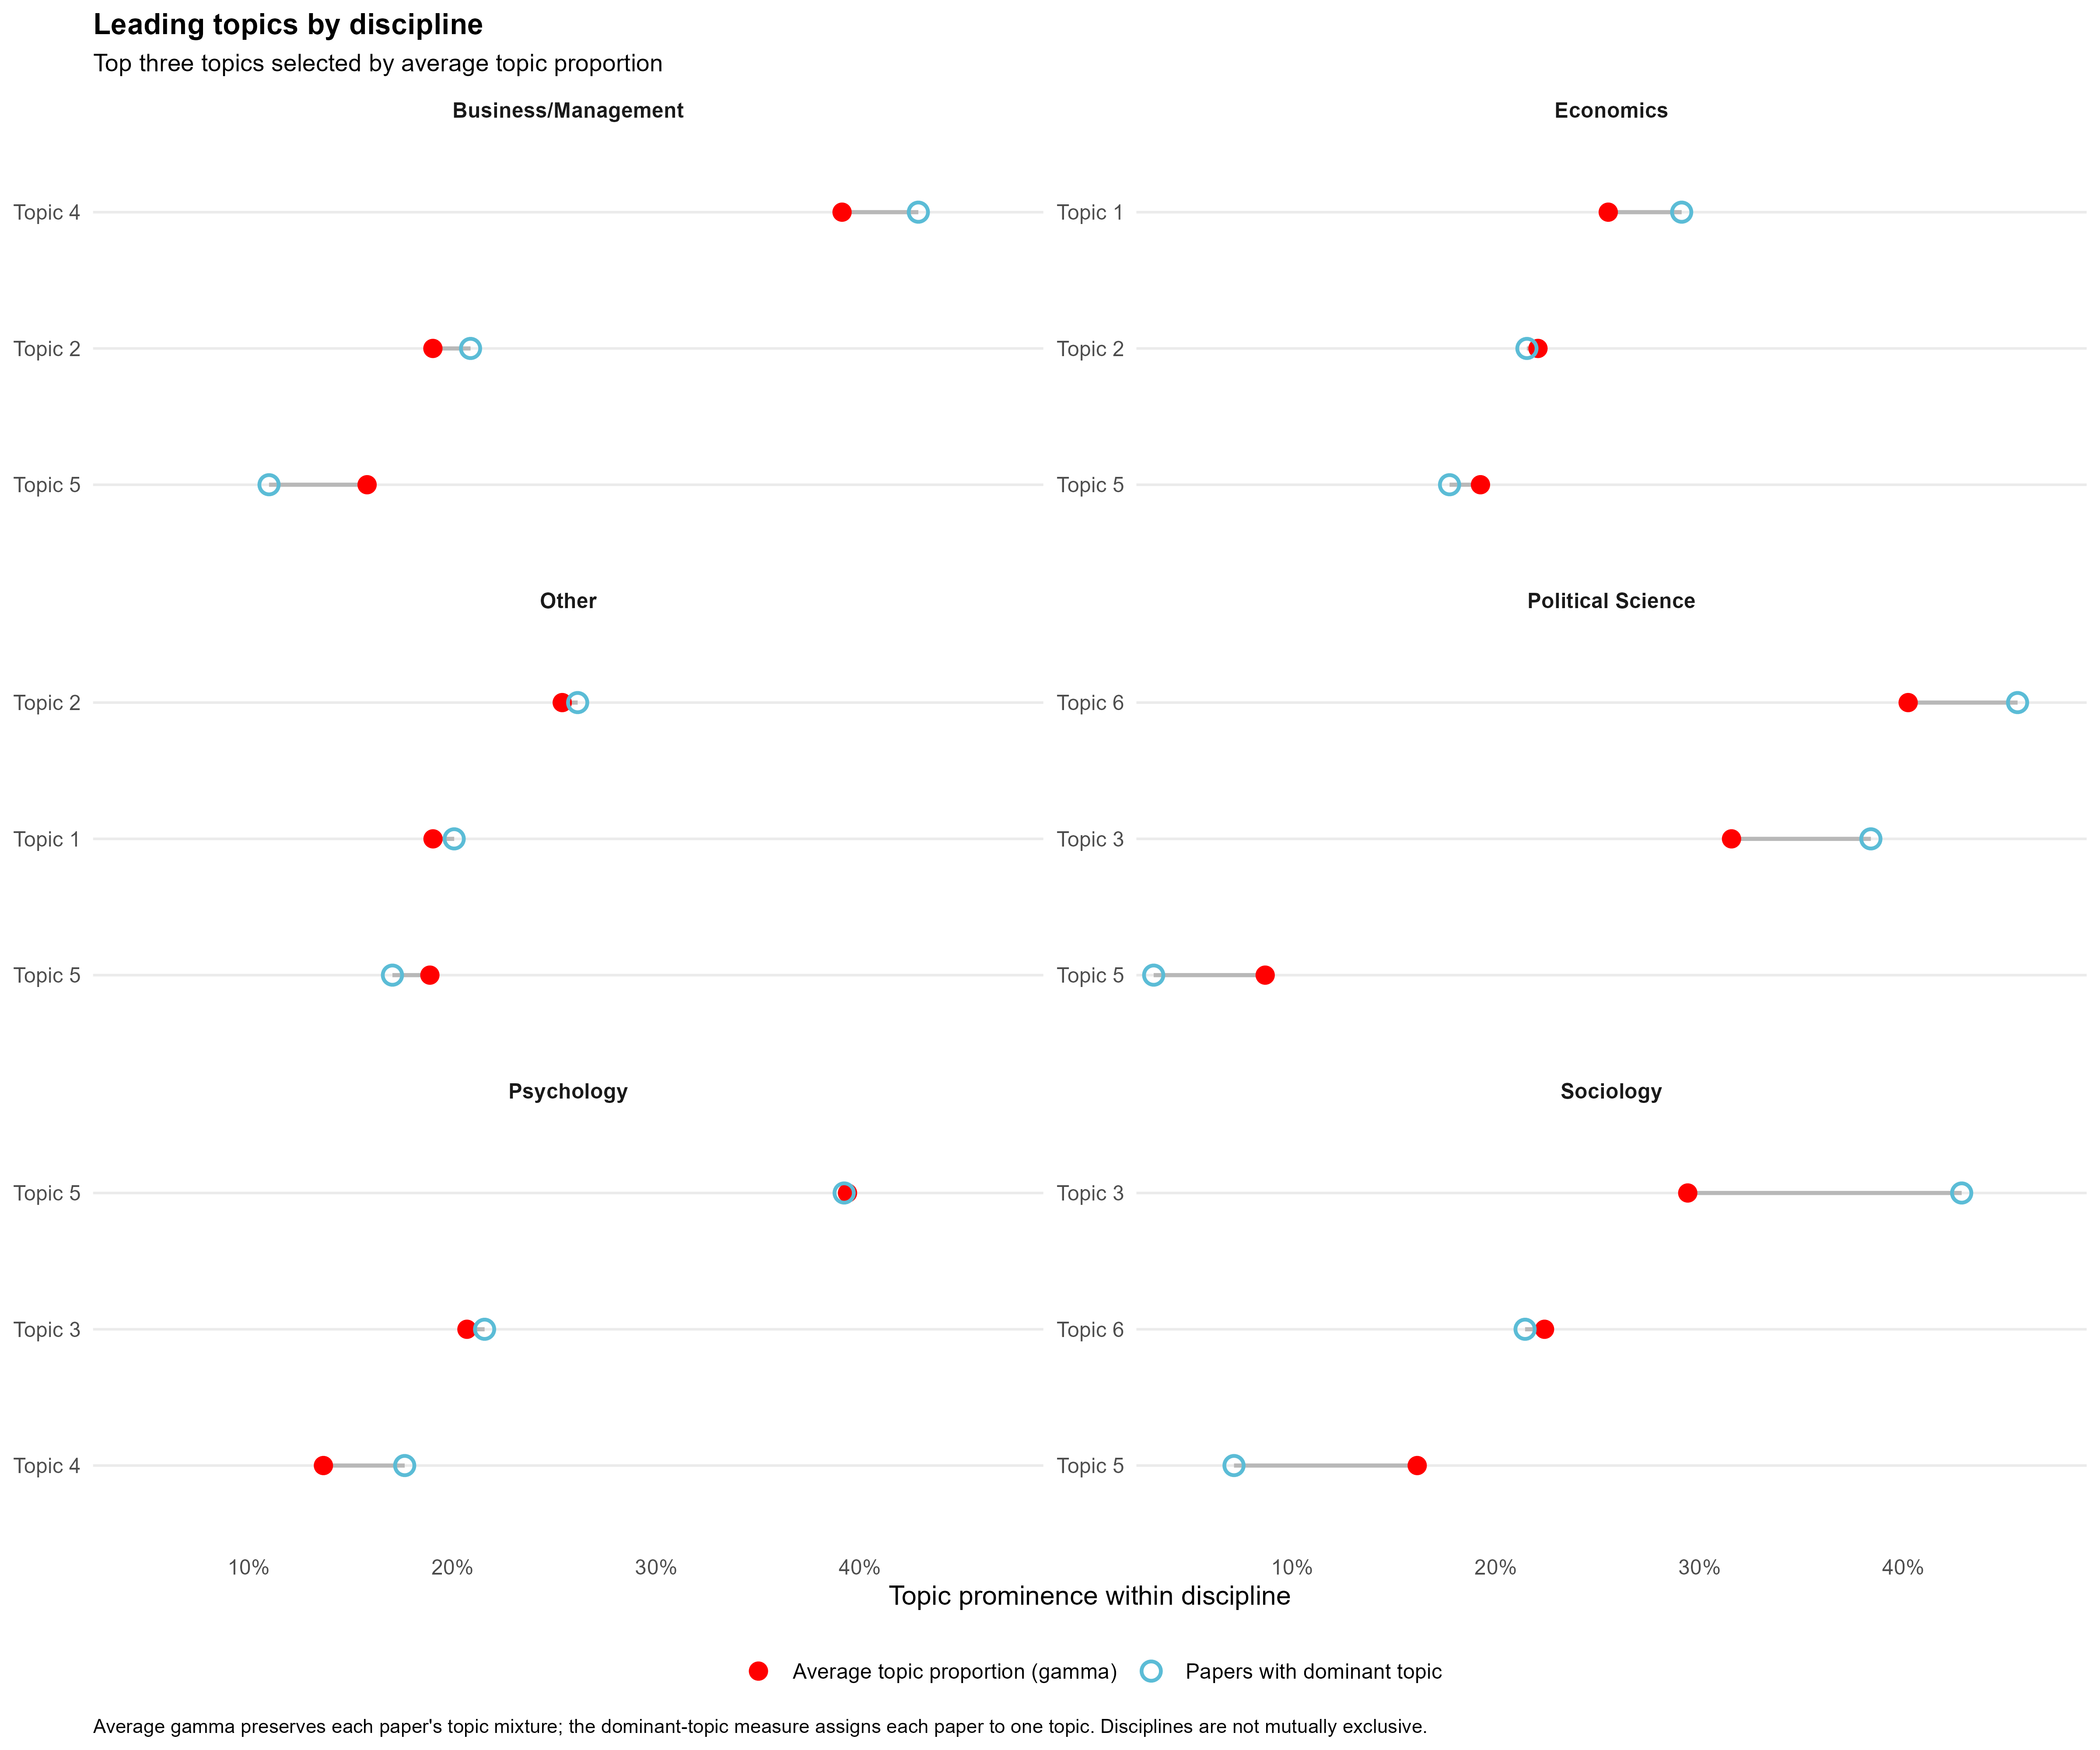 Leading topics by discipline
Top three topics selected by average topic proportion
Business/Management
Topic 4
Topic 2
Topic 5
Economics
Topic 1
Topic 2
Topic 5
Other
Topic 2
Topic 1
Topic 5
Political Science
Topic 6
Topic 3
Topic 5
Psychology
Topic 5
Topic 3
Topic 4
Sociology
Topic 3
Topic 6
Topic 5
10% 20% 30% 40%
10% 20% 30% 40%
Topic prominence within discipline
Average topic proportion (gamma)
Papers with dominant topic
Average gamma preserves each paper's topic mixture; the dominant-topic measure assigns each paper to one topic. Disciplines are not mutually exclusive.